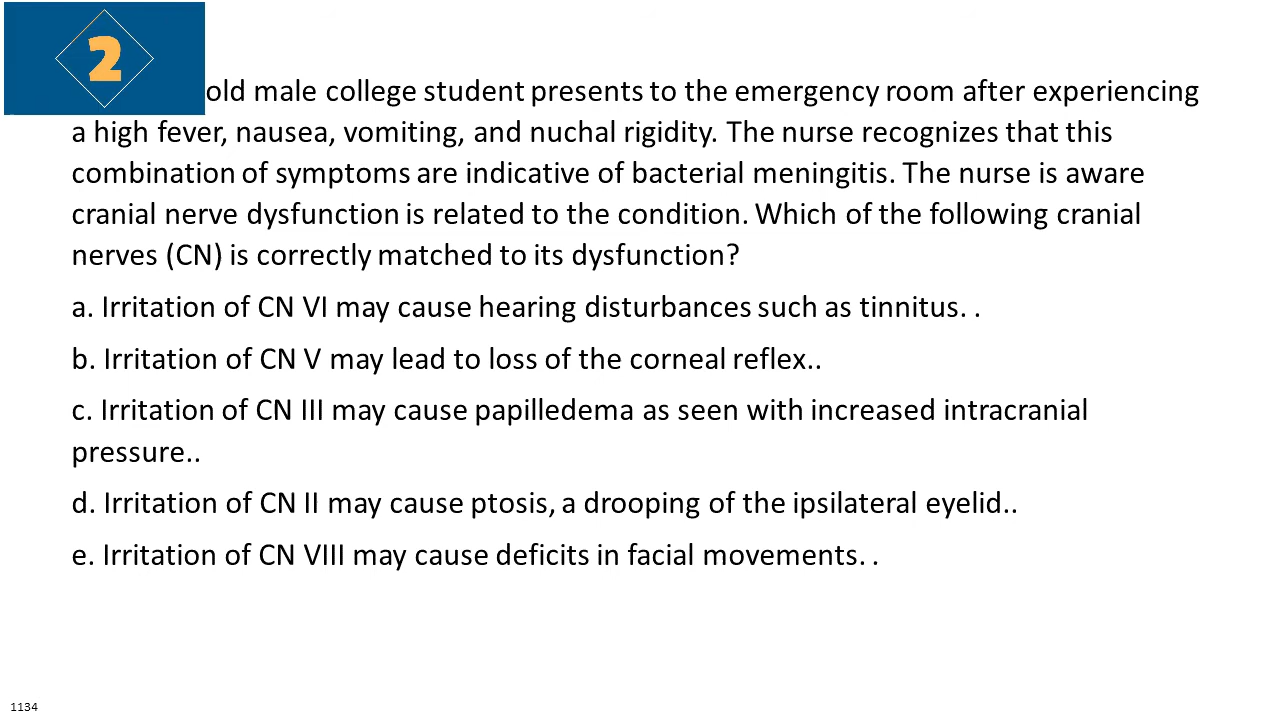 2
old male college student presents to the emergency room after experiencing
a high fever, nausea, vomiting, and nuchal rigidity. The nurse recognizes that this
combination of symptoms are indicative of bacterial meningitis. The nurse is aware
cranial nerve dysfunction is related to the condition. Which of the following cranial
nerves (CN) is correctly matched to its dysfunction?
a. Irritation of CN VI may cause hearing disturbances such as tinnitus. .
b. Irritation of CN V may lead to loss of the corneal reflex..
c. Irritation of CN III may cause papilledema as seen with increased intracranial
pressure..
d. Irritation of CN II may cause ptosis, a drooping of the ipsilateral eyelid..
e. Irritation of CN VIII may cause deficits in facial movements. .
1134